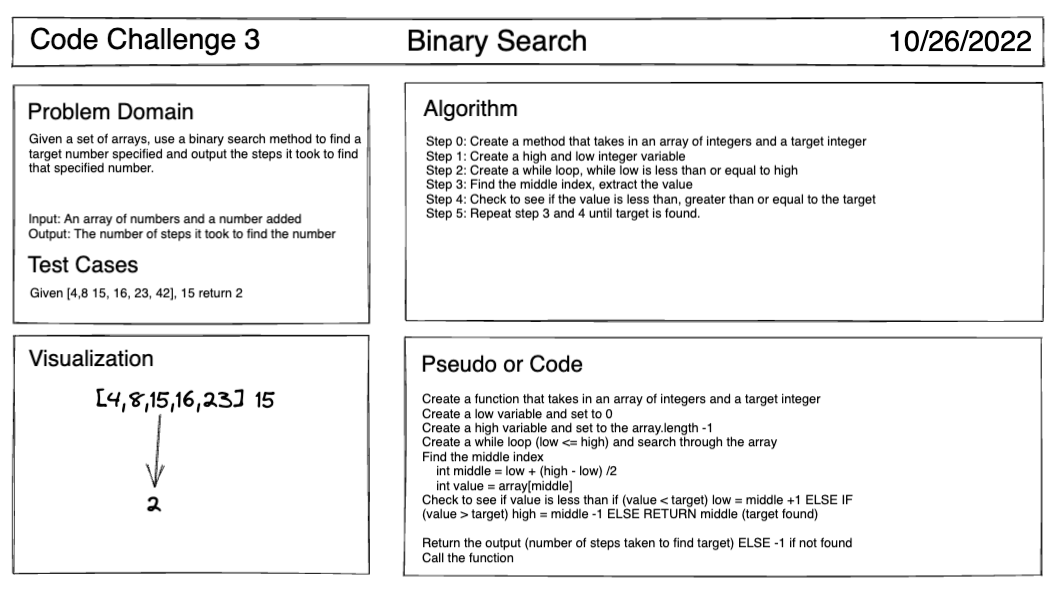 Code Challenge 3
Binary Search
10/26/2022
Problem Domain
Given a set of arrays, use a binary search method to find a
target number specified and output the steps it took to find
that specified number.
Input: An array of numbers and a number added
Output: The number of steps it took to find the number
Test Cases
Given [4,8 15, 16, 23, 42], 15 return 2
Algorithm
Step 0: Create a method that takes in an array of integers and a target integer
Step 1: Create a high and low integer variable
Step 2: Create a while loop, while low is less than or equal to high
Step 3: Find the middle index, extract the value
Step 4: Check to see if the value is less than, greater than or equal to the target
Step 5: Repeat step 3 and 4 until target is found.
Visualization
[4,8,15,16,23] 15
2
Pseudo or Code
Create a function that takes in an array of integers and a target integer
Create a low variable and set to 0
Create a high variable and set to the array.length -1
Create a while loop (low <= high) and search through the array
Find the middle index
int middle = low + (high - low) /2
int value = array[middle]
Check to see if value is less than if (value < target) low = middle +1 ELSE IF
(value > target) high = middle -1 ELSE RETURN middle (target found)
Return the output (number of steps taken to find target) ELSE -1 if not found
Call the function